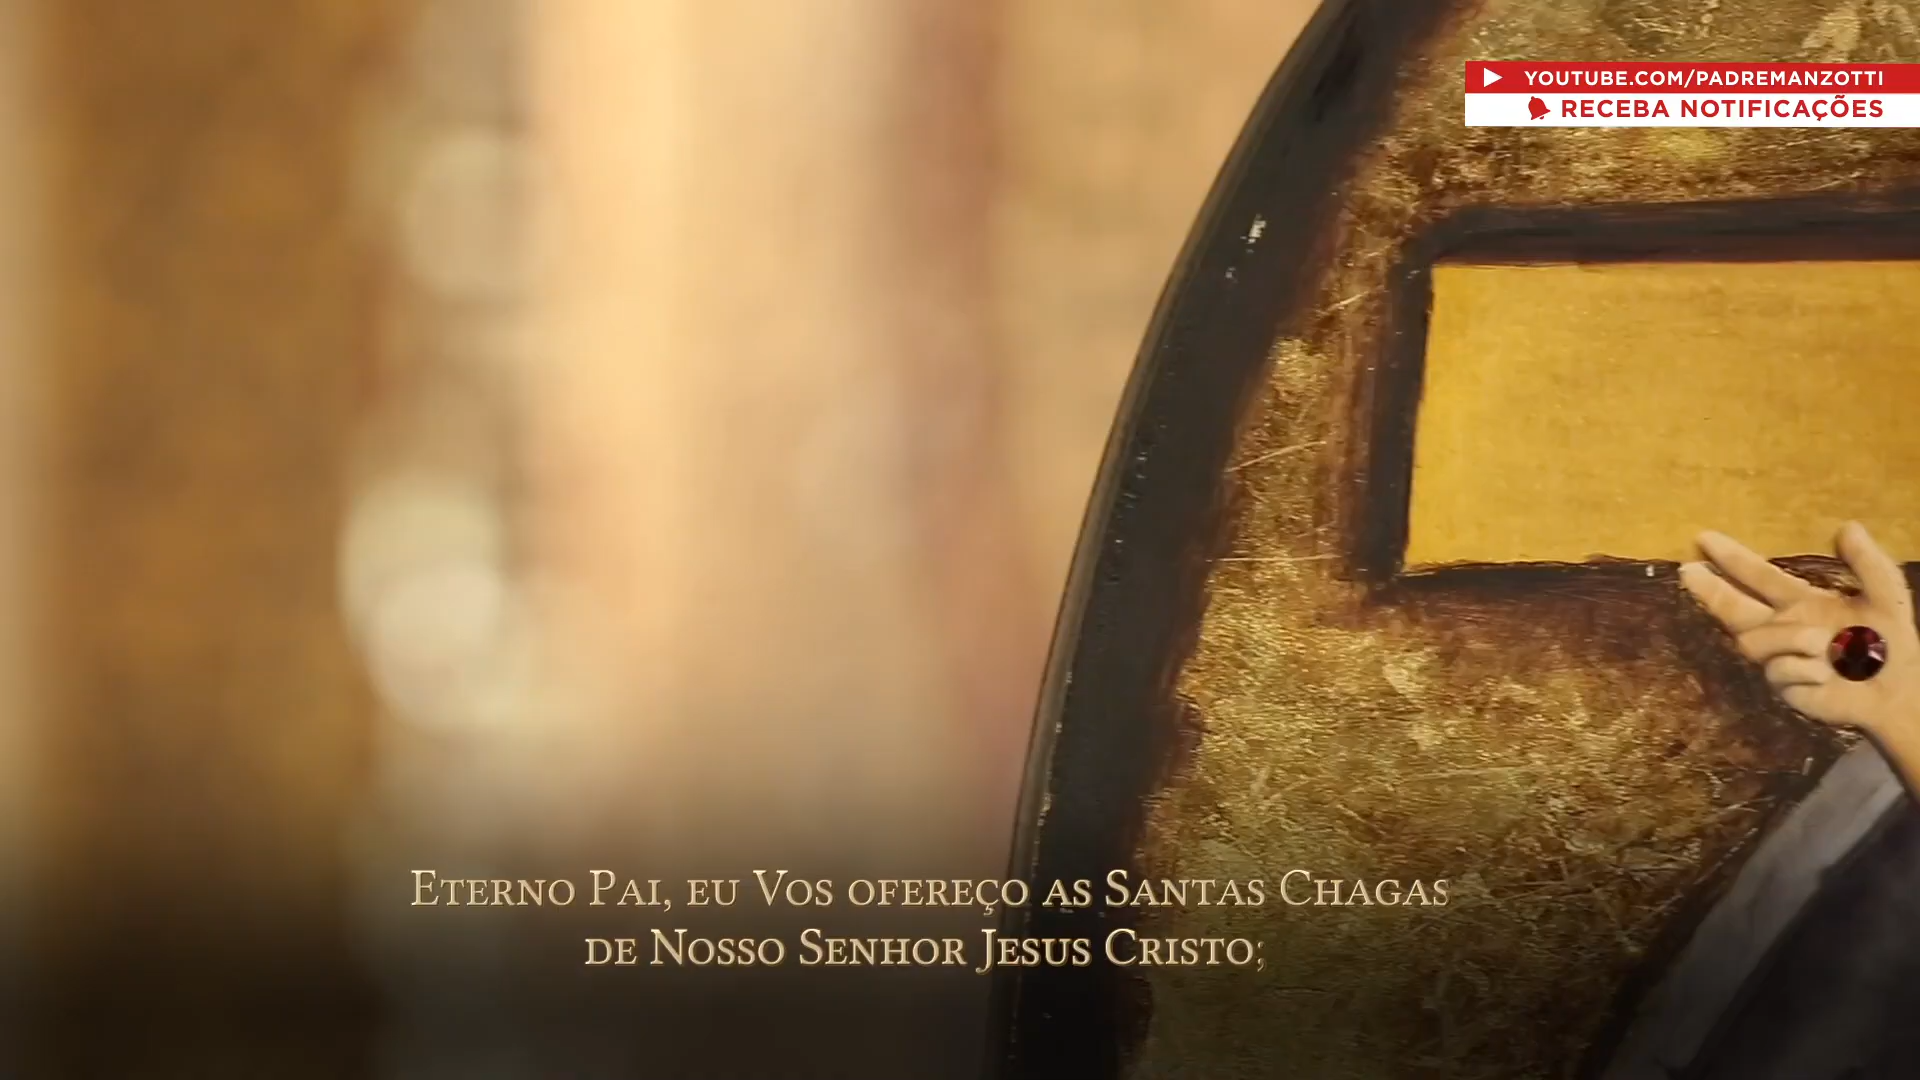 YOUTUBE.COM/PADREMANZOTTI
RECEBA NOTIFICAÇÕES
ETERNO PAI, EU VOS OFEREÇO AS SANTAS CHAGAS
DE NOSSO SENHOR JESUS CRISTO;